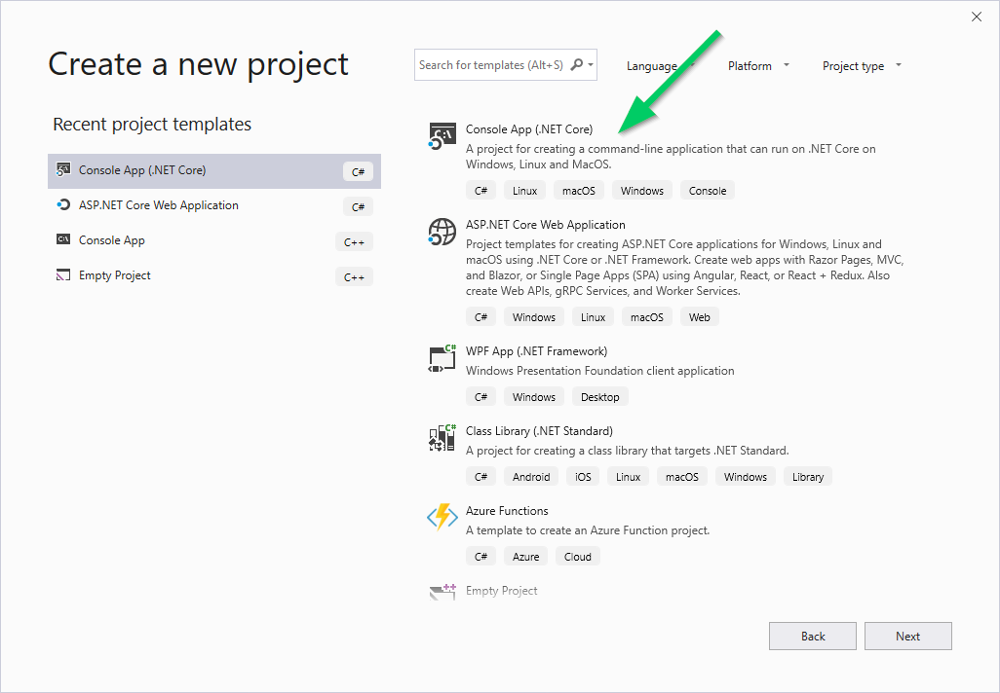 Create a new project
Search for templates (Alt+S)
Language
Platform
Project type
Recent project templates
Console App (.NET Core)
C#
ASP.NET Core Web Application
C#
Console App
C++
Empty Project
C++
Console App (.NET Core)
A project for creating a command-line application that can run on .NET Core on
Windows, Linux and MacOS.
C# Linux macOS Windows Console
ASP.NET Core Web Application
Project templates for creating ASP.NET Core applications for Windows, Linux and
macOS using .NET Core or .NET Framework. Create web apps with Razor Pages, MVC,
and Blazor, or Single Page Apps (SPA) using Angular, React, or React + Redux. Also
create Web APIs, gRPC Services, and Worker Services.
C# Windows Linux macOS Web
WPF App (.NET Framework)
Windows Presentation Foundation client application
C# Windows Desktop
Class Library (.NET Standard)
A project for creating a class library that targets .NET Standard.
C# Android iOS Linux macOS Windows Library
Azure Functions
A template to create an Azure Function project.
C# Azure Cloud
Empty Project
Back
Next